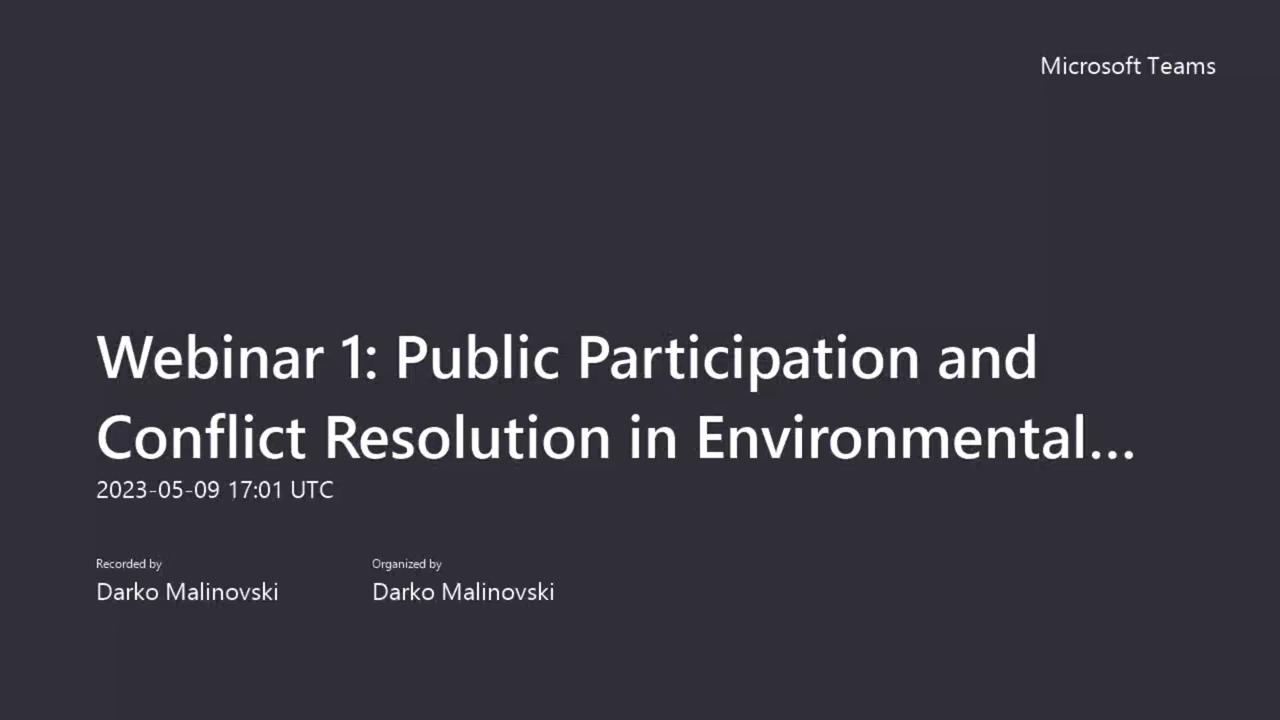 Microsoft Teams
Webinar 1: Public Participation and
Conflict Resolution in Environmental...
2023-05-09 17:01 UTC
Recorded by
Darko Malinovski
Organized by
Darko Malinovski